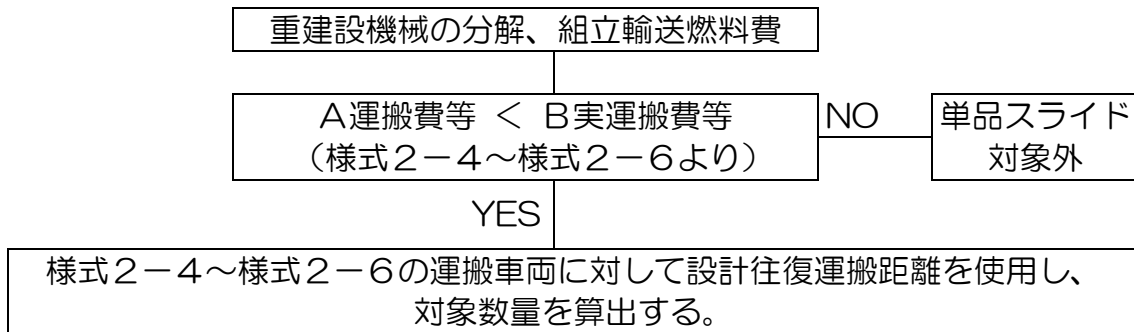 重建設機械の分解、組立輸送燃料費
A運搬費等 ＜ B実運搬費等
（様式２－４～様式２－６より）
NO
単品スライド
対象外
YES
様式２－４～様式２－６の運搬車両に対して設計往復運搬距離を使用し、
対象数量を算出する。